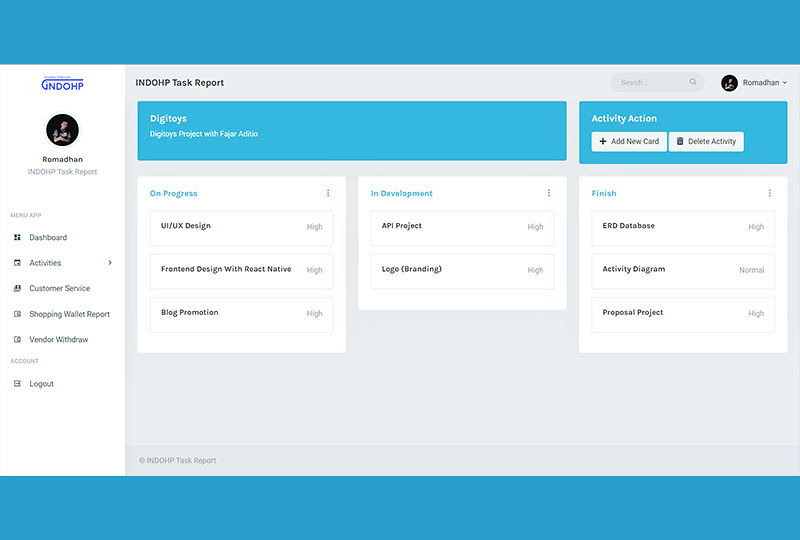 INDOHP
Romadhan
INDOHP Task Report
MENU APP
Dashboard
Activities
Customer Service
Shopping Wallet Report
Vendor Withdraw
ACCOUNT
Logout
INDOHP Task Report
Search...
Romadhan
Digitoys
Digitoys Project with Fajar Aditio
Activity Action
Add New Card
Delete Activity
On Progress
UI/UX Design
High
Frontend Design With React Native
High
Blog Promotion
High
In Development
API Project
High
Logo (Branding)
High
Finish
ERD Database
High
Activity Diagram
Normal
Proposal Project
High
© INDOHP Task Report